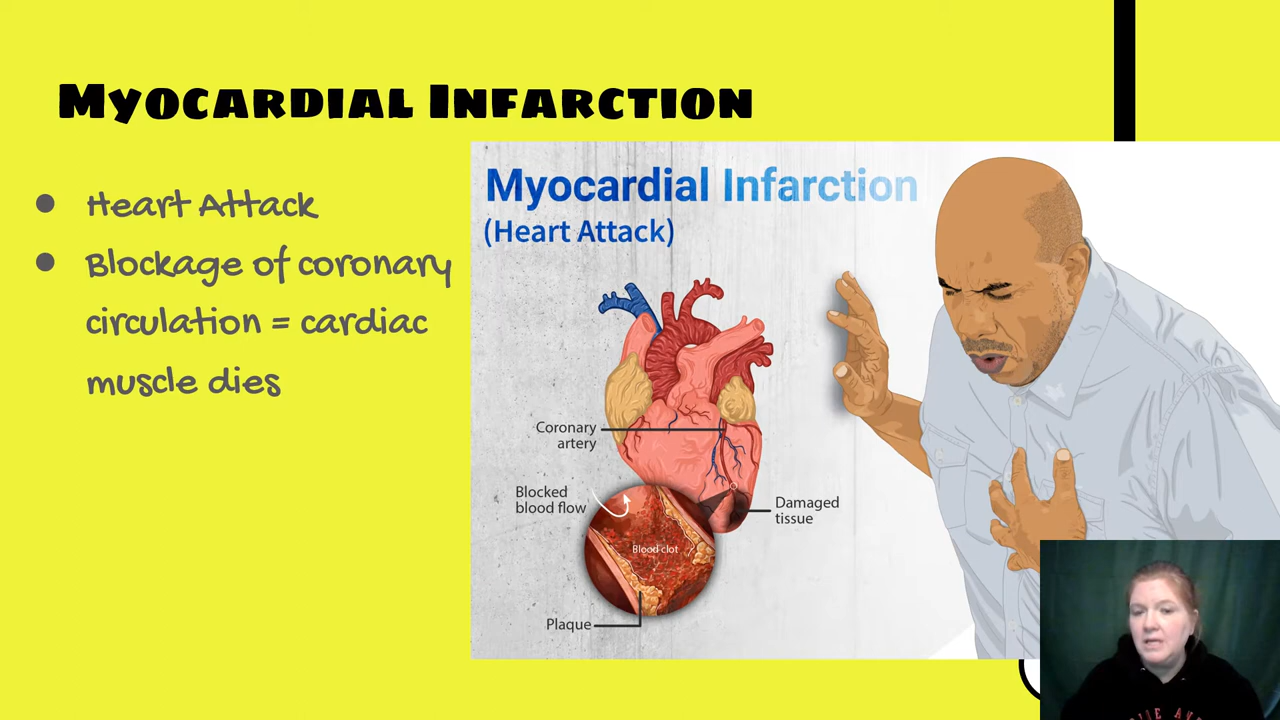 Myocardial Infarction
Heart Attack
Blockage of coronary
circulation = cardiac
muscle dies
Myocardial Infarction
(Heart Attack)
Coronary
artery
Blocked
blood flow
Blood clot
Damaged
tissue
Plaque